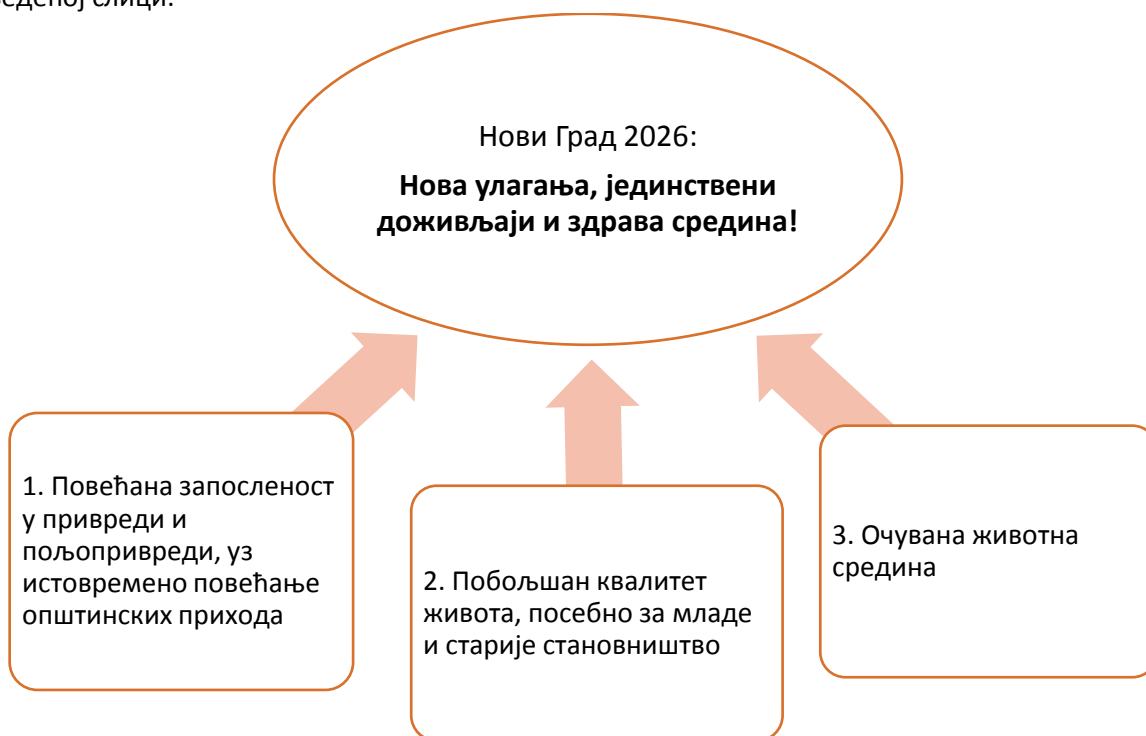 слици.
Нови Град 2026:
Нова улагања, јединствени
доживљаји и здрава средина!
1. Повећана запосленост
у привреди и
пољопривреди, уз
истовремено повећање
општинских прихода
2. Побољшан квалитет
живота, посебно за младе
и старије становништво
3. Очувана животна
средина